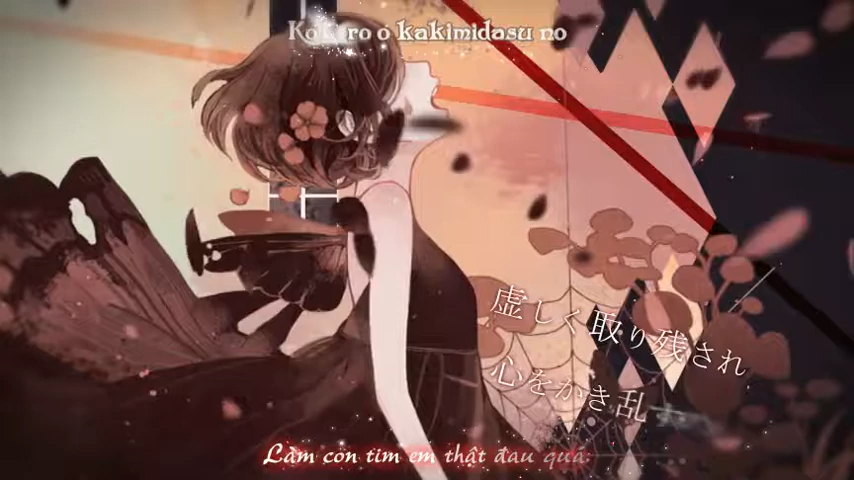 Kokoro o kakimidasu no
虚しく取り残され
心をかき乱
Làm con tim em thật đau quá